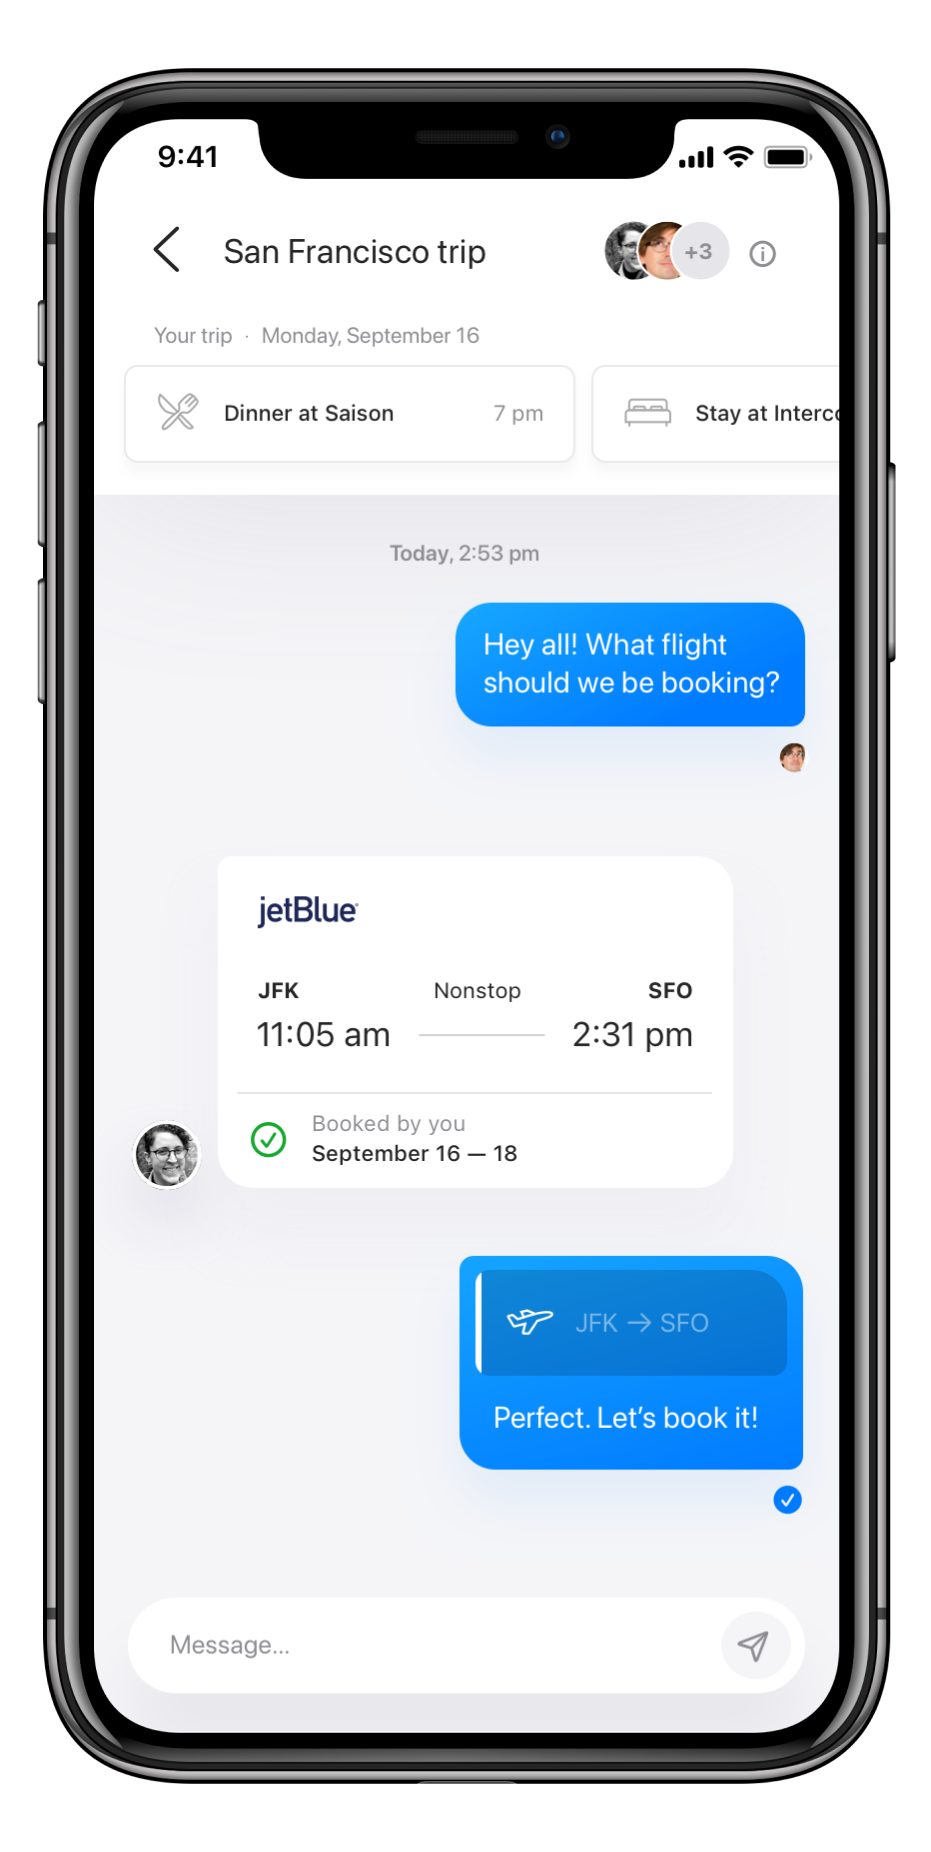 9:41
San Francisco trip
+3
Your trip · Monday, September 16
Dinner at Saison 7 pm
Stay at
Today, 2:53 pm
Hey all! What flight
should we be booking?
jetBlue
JFK Nonstop SFO
11:05 am 2:31 pm
Booked by you
September 16 — 18
JFK → SFO
Perfect. Let's book it!
Message...